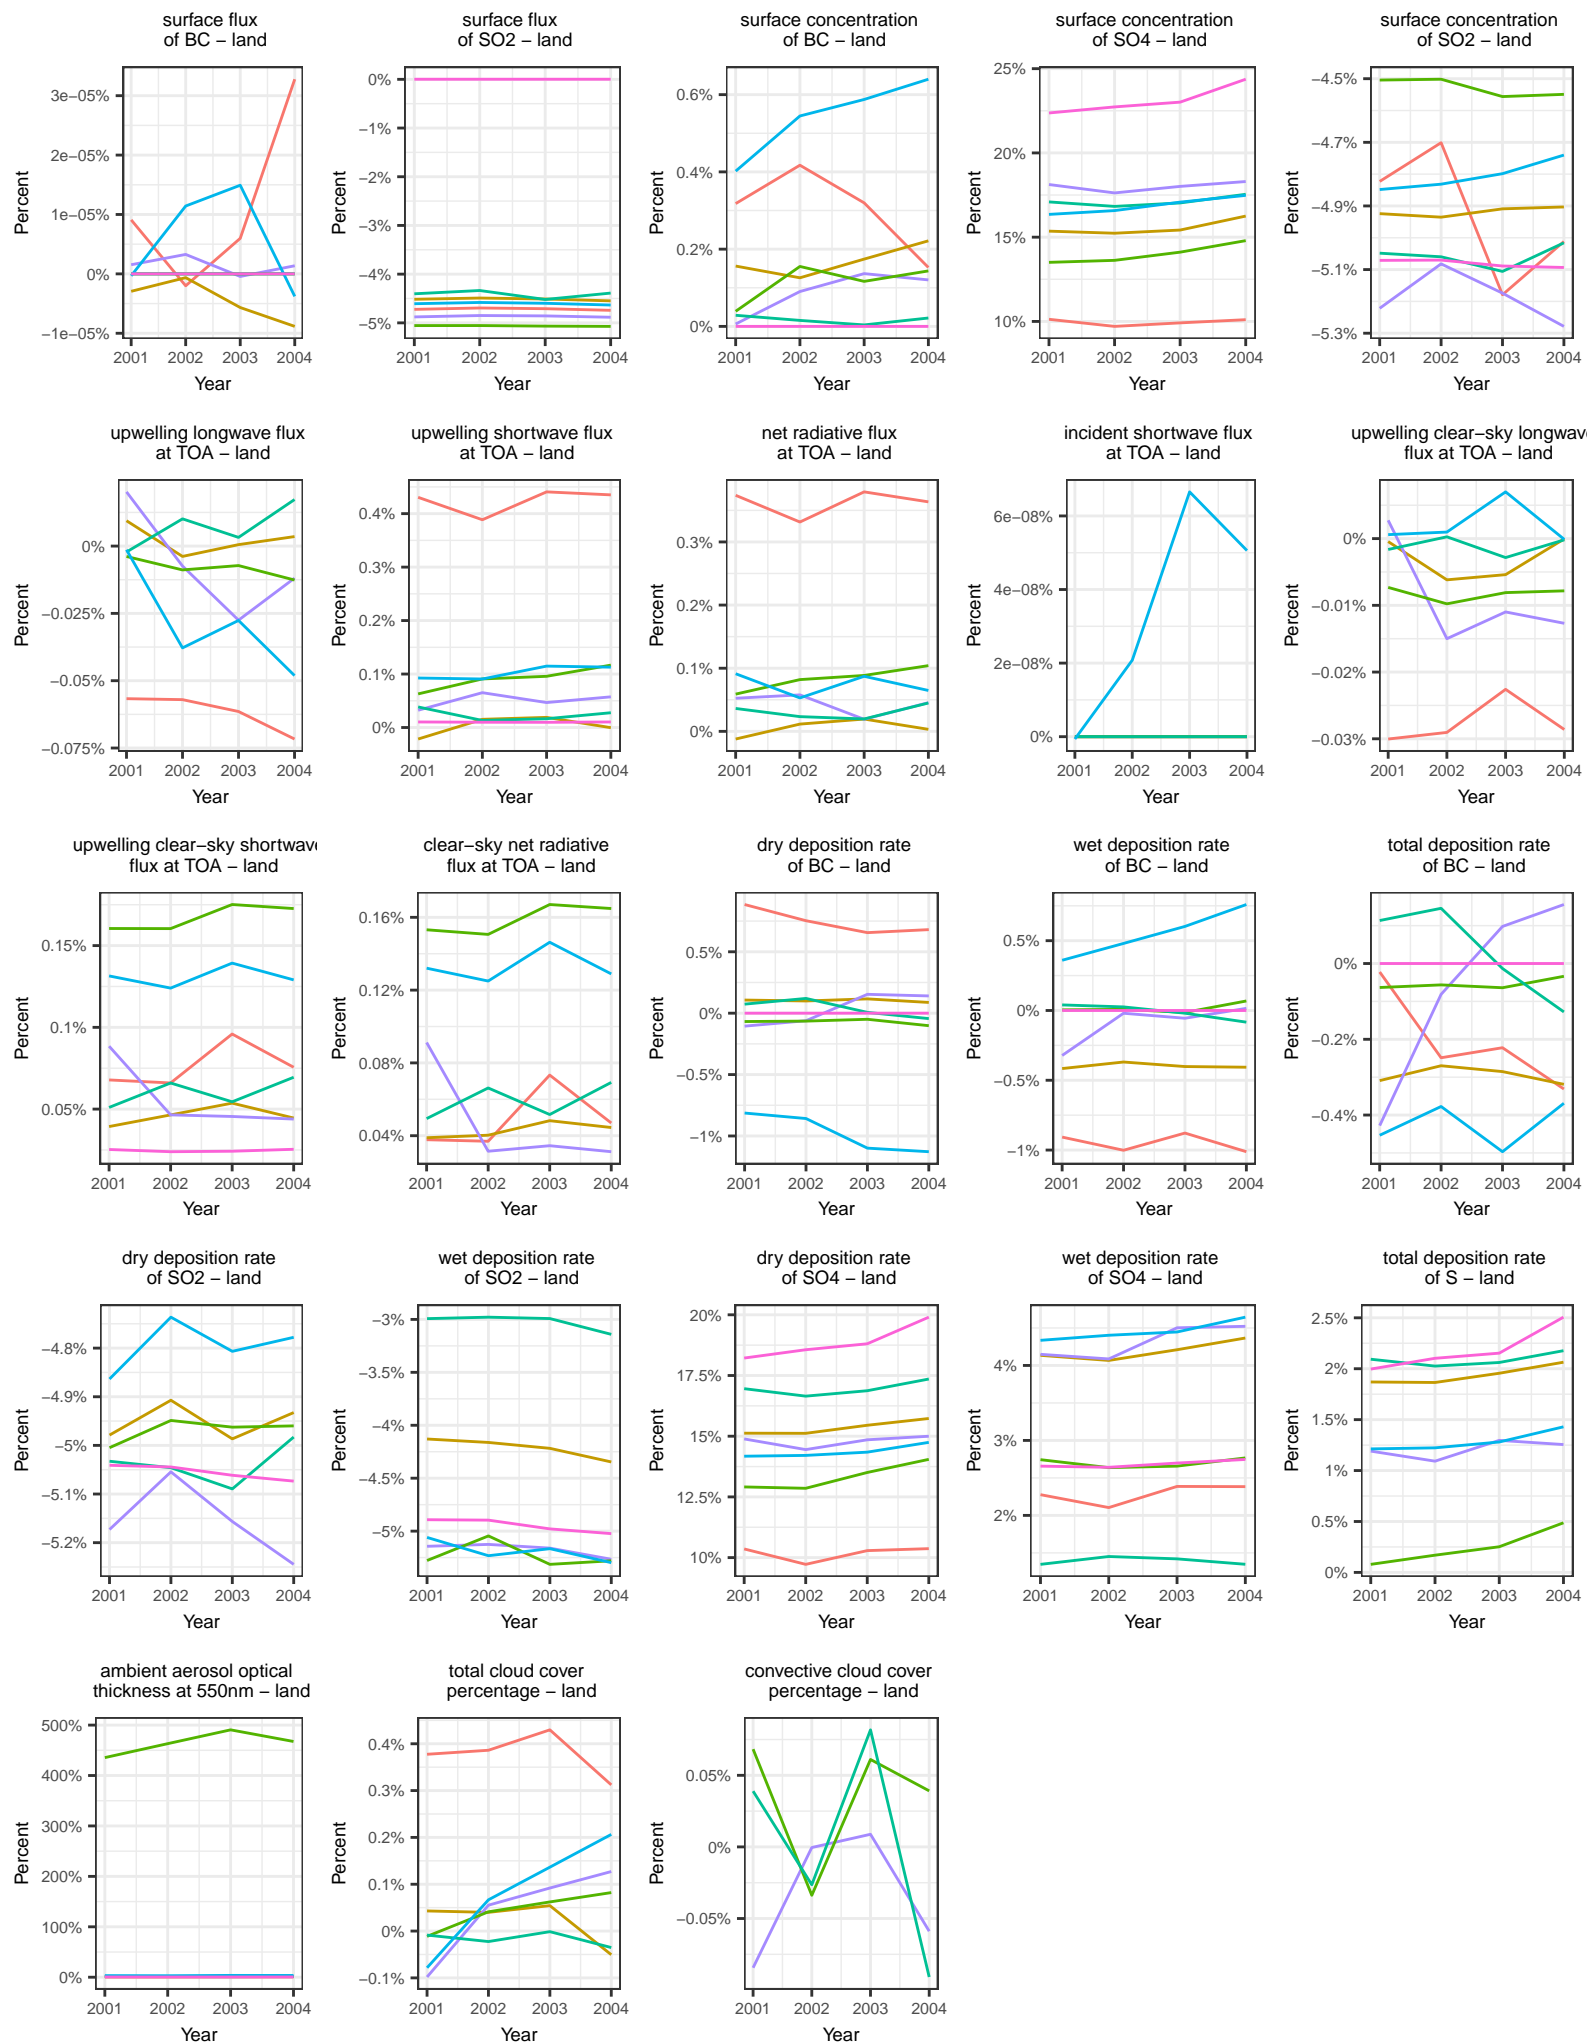 surface flux
of BC − land
surface flux
of SO2 − land
surface concentration
of BC − land
surface concentration
of SO4 − land
surface concentration
of SO2 − land
3e−05%
2e−05%
1e−05%
0%
−1e−05%
Percent
2001 2002 2003 2004
Year
0%
−1%
−2%
−3%
−4%
−5%
Percent
2001 2002 2003 2004
Year
0.6%
0.4%
0.2%
0%
Percent
2001 2002 2003 2004
Year
25%
20%
15%
10%
Percent
2001 2002 2003 2004
Year
−4.5%
−4.7%
−4.9%
−5.1%
−5.3%
Percent
2001 2002 2003 2004
Year
upwelling longwave flux
at TOA − land
upwelling shortwave flux
at TOA − land
net radiative flux
at TOA − land
incident shortwave flux
at TOA − land
upwelling clear−sky longwave
flux at TOA − land
0%
−0.025%
−0.05%
−0.075%
Percent
2001 2002 2003 2004
Year
0.4%
0.3%
0.2%
0.1%
0%
Percent
2001 2002 2003 2004
Year
0.3%
0.2%
0.1%
0%
Percent
2001 2002 2003 2004
Year
6e−08%
4e−08%
2e−08%
0%
Percent
2001 2002 2003 2004
Year
0%
−0.01%
−0.02%
−0.03%
Percent
2001 2002 2003 2004
Year
upwelling clear−sky shortwave
flux at TOA − land
clear−sky net radiative
flux at TOA − land
dry deposition rate
of BC − land
wet deposition rate
of BC − land
total deposition rate
of BC − land
0.15%
0.1%
0.05%
Percent
2001 2002 2003 2004
Year
0.16%
0.12%
0.08%
0.04%
Percent
2001 2002 2003 2004
Year
0.5%
0%
−0.5%
−1%
Percent
2001 2002 2003 2004
Year
0.5%
0%
−0.5%
−1%
Percent
2001 2002 2003 2004
Year
0%
−0.2%
−0.4%
Percent
2001 2002 2003 2004
Year
dry deposition rate
of SO2 − land
wet deposition rate
of SO2 − land
dry deposition rate
of SO4 − land
wet deposition rate
of SO4 − land
total deposition rate
of S − land
−4.8%
−4.9%
−5%
−5.1%
−5.2%
Percent
2001 2002 2003 2004
Year
−3%
−3.5%
−4%
−4.5%
−5%
Percent
2001 2002 2003 2004
Year
20%
17.5%
15%
12.5%
10%
Percent
2001 2002 2003 2004
Year
4%
3%
2%
Percent
2001 2002 2003 2004
Year
2.5%
2%
1.5%
1%
0.5%
0%
Percent
2001 2002 2003 2004
Year
ambient aerosol optical
thickness at 550nm − land
total cloud cover
percentage − land
convective cloud cover
percentage − land
500%
400%
300%
200%
100%
0%
Percent
2001 2002 2003 2004
Year
0.4%
0.3%
0.2%
0.1%
0%
−0.1%
Percent
2001 2002 2003 2004
Year
0.05%
0%
−0.05%
Percent
2001 2002 2003 2004
Year